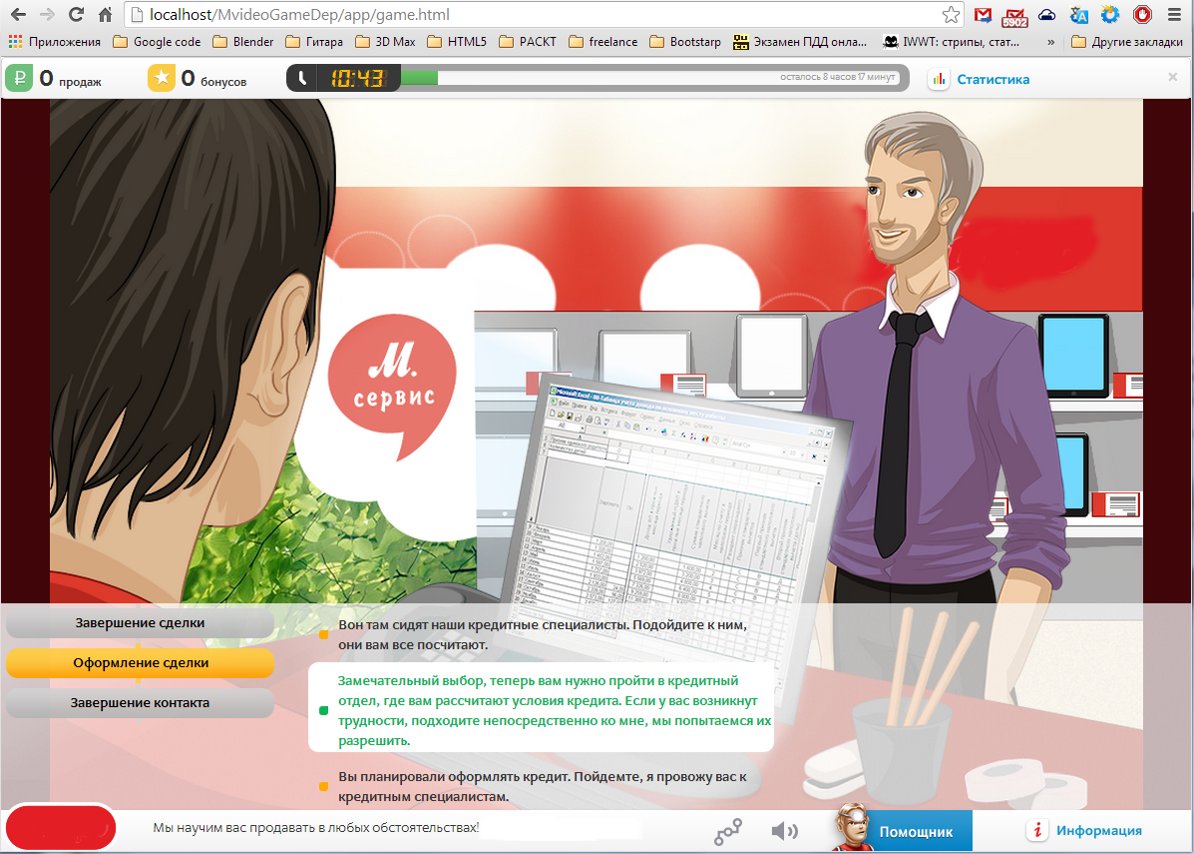 localhost/MvideoGameDep/app/game.html
5902
Приложения Google code Blender Гитара 3D Max HTML5 PACKT freelance Bootstarp Экзамен ПДД онла... IWWT: стрипы, стат... » Другие закладки
0 продаж 0 бонусов 10:43 осталось 8 часов 17 минут Статистика
М.
сервис
Завершение сделки
Оформление сделки
Завершение контакта
Вон там сидят наши кредитные специалисты. Подойдите к ним,
они вам все посчитают.
Замечательный выбор, теперь вам нужно пройти в кредитный
отдел, где вам рассчитают условия кредита. Если у вас возникнут
трудности, подходите непосредственно ко мне, мы попытаемся их
разрешить.
Вы планировали оформлять кредит. Пойдемте, я провожу вас к
кредитным специалистам.
Мы научим вас продавать в любых обстоятельствах! Помощник Информация